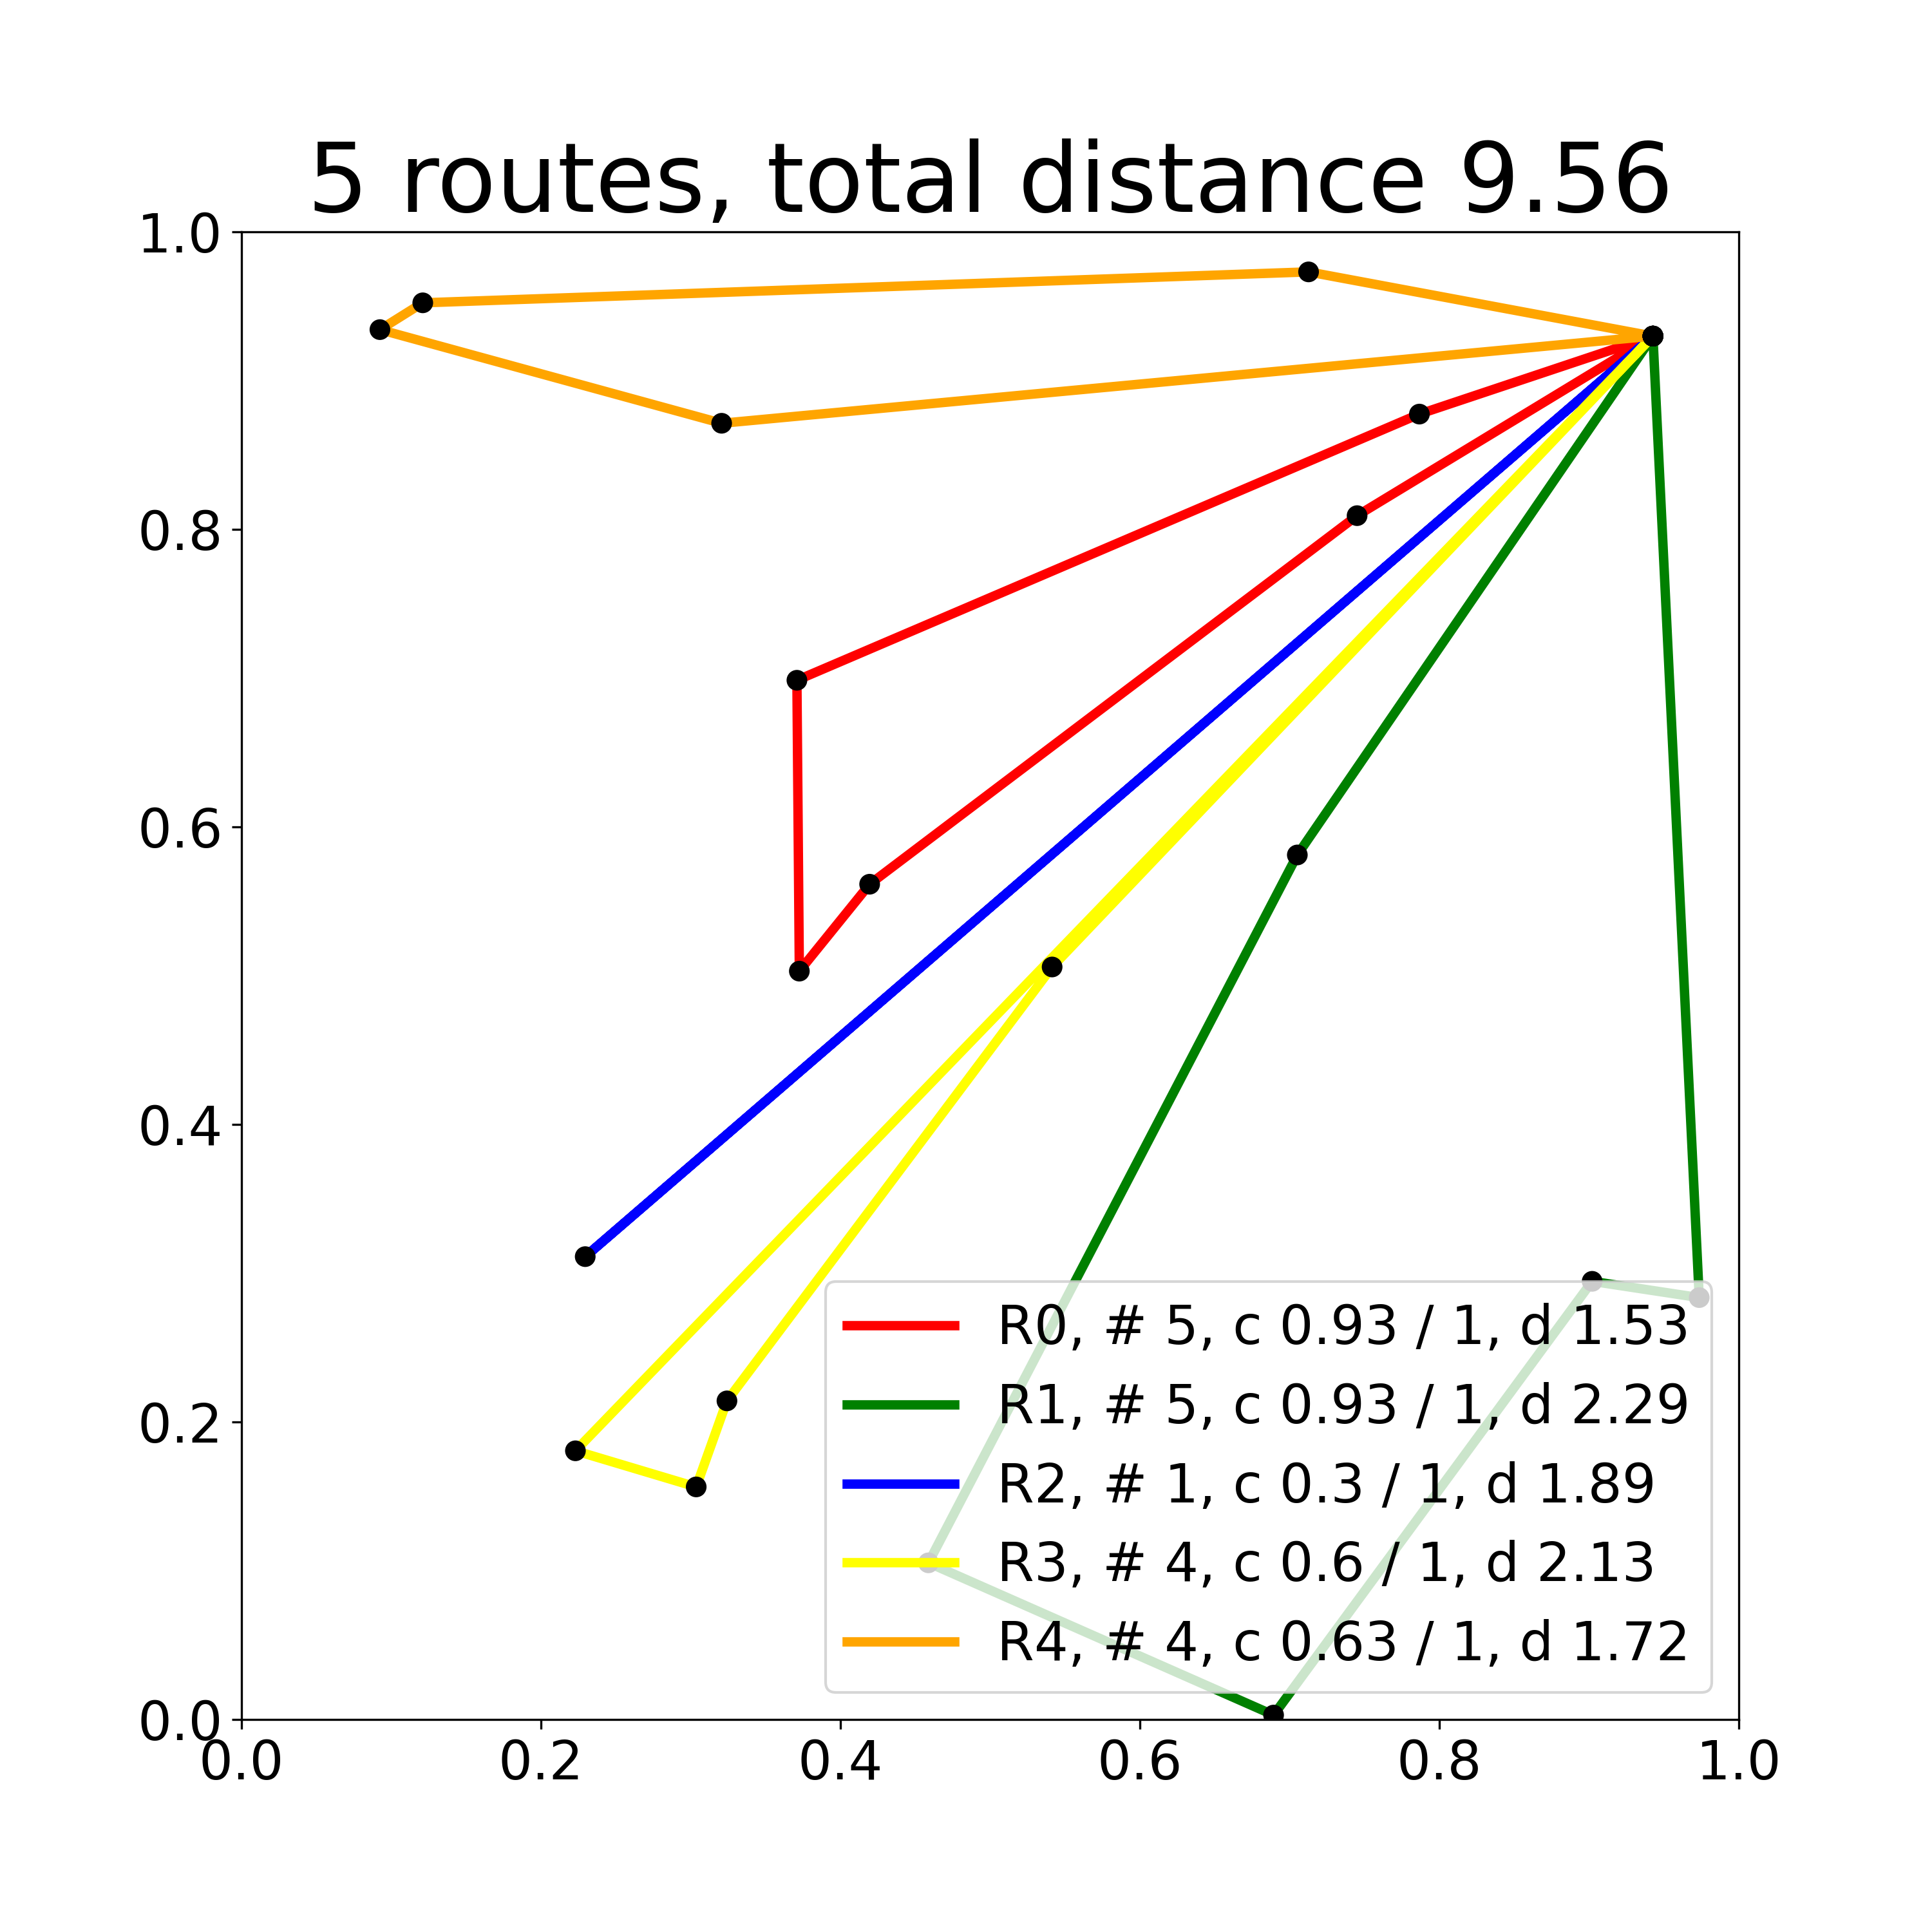 5 routes, total distance 9.56
1.0
0.8
0.6
0.4
0.2
0.0
R0, # 5, c 0.93 / 1, d 1.53
R1, # 5, c 0.93 / 1, d 2.29
R2, # 1, c 0.3 / 1, d 1.89
R3, # 4, c 0.6 / 1, d 2.13
R4, # 4, c 0.63 / 1, d 1.72
0.0 0.2 0.4 0.6 0.8 1.0